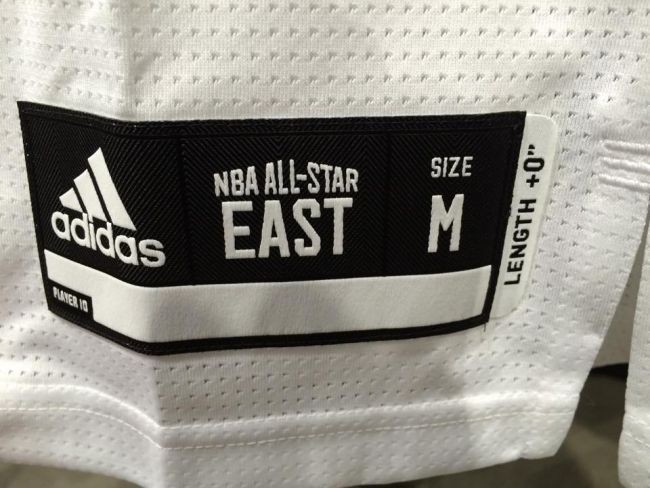 adidas
NBA ALL-STAR
EAST
SIZE
M
LENGTH +0"
PLAYER ID